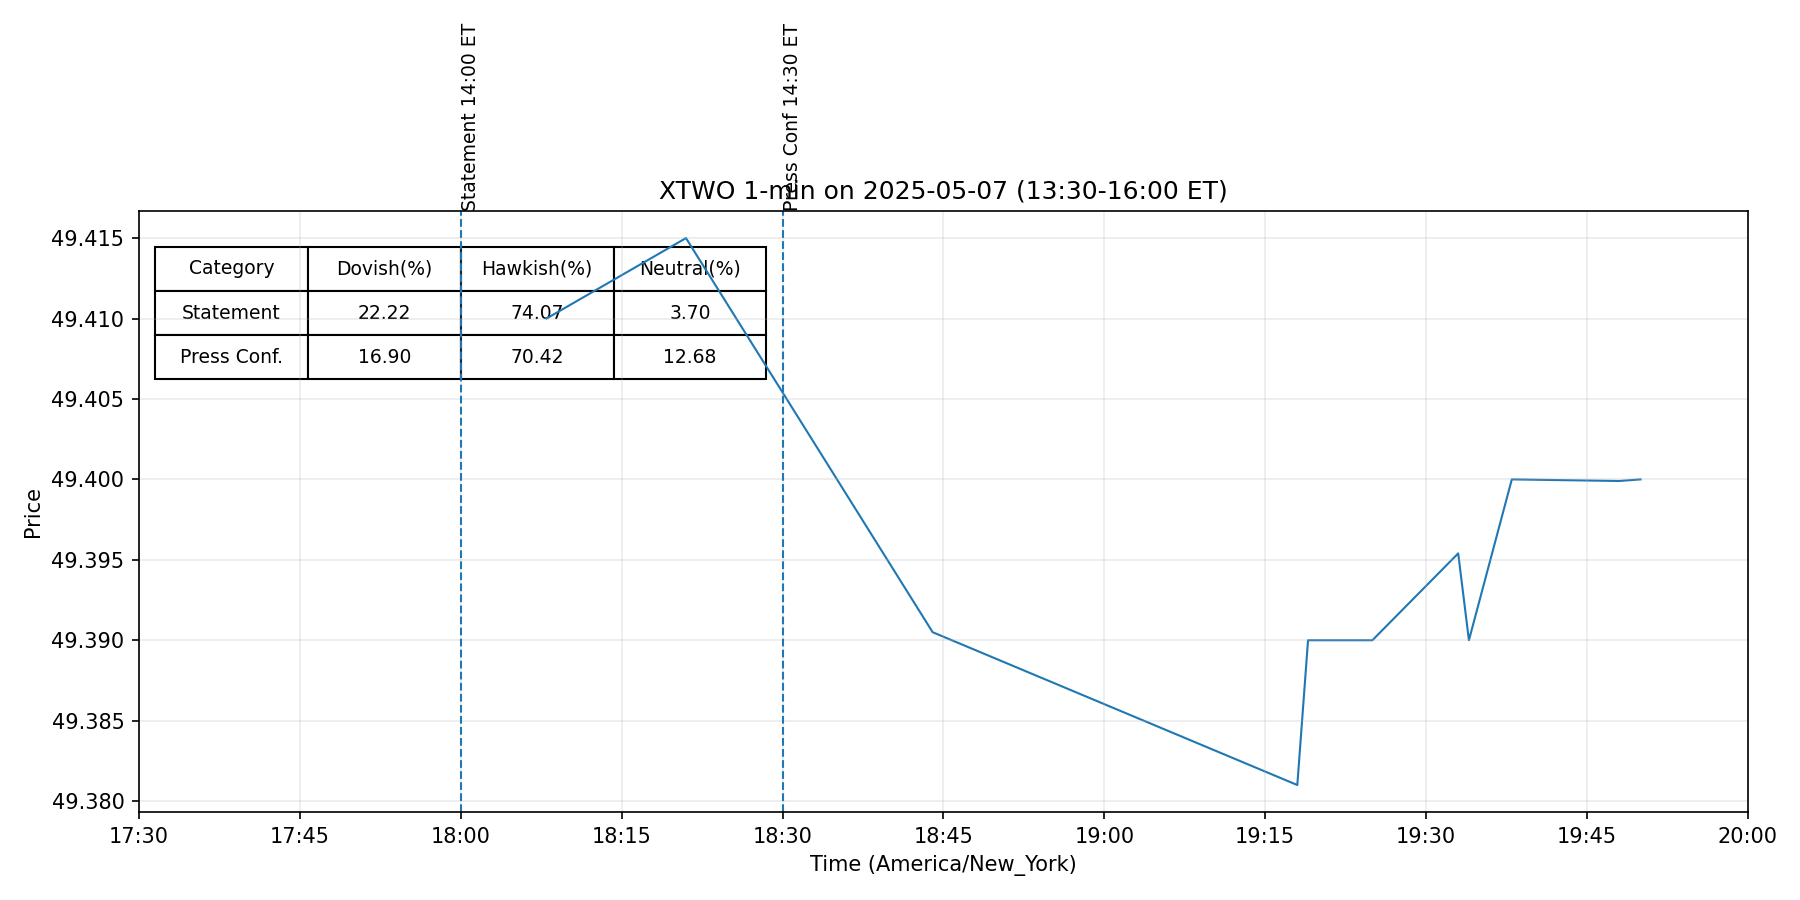 Statement 14:00 ET
Press Conf 14:30 ET
XTWO 1-min on 2025-05-07 (13:30-16:00 ET)
Category Dovish(%) Hawkish(%) Neutral(%)
Statement 22.22 74.07 3.70
Press Conf. 16.90 70.42 12.68
49.415
49.410
49.405
49.400
49.395
49.390
49.385
49.380
Price
17:30 17:45 18:00 18:15 18:30 18:45 19:00 19:15 19:30 19:45 20:00
Time (America/New_York)